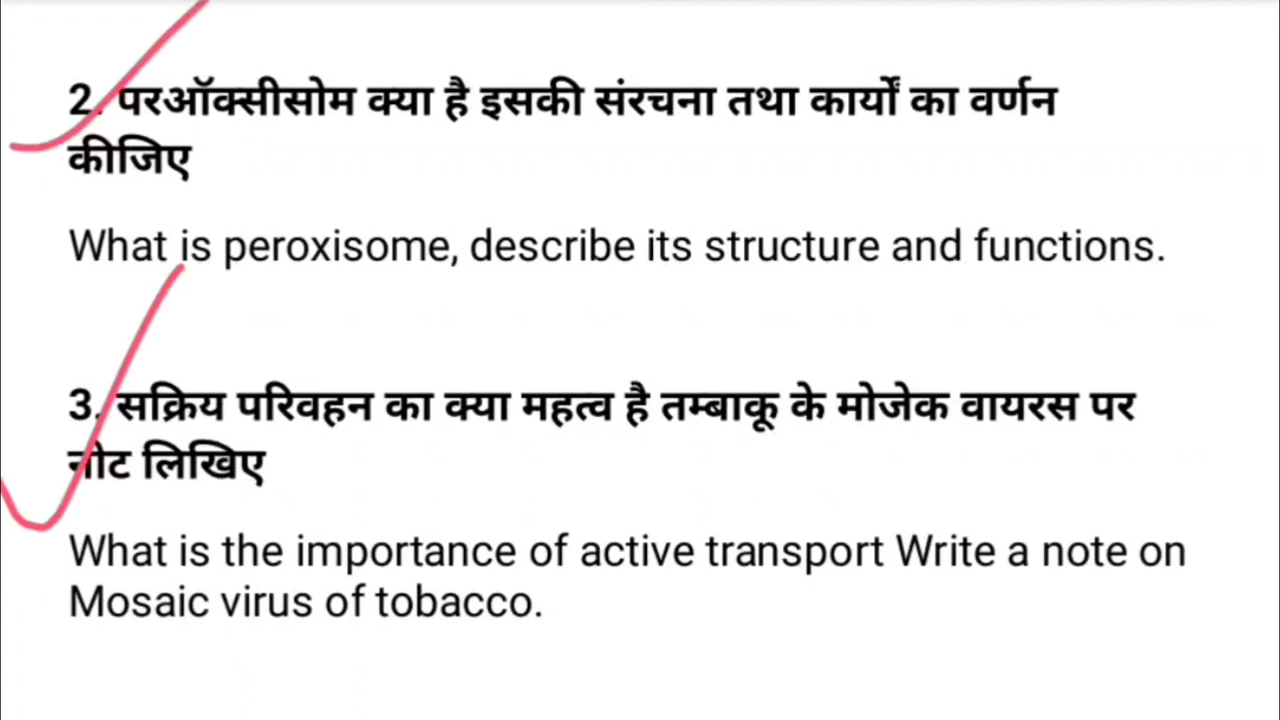 2. परऑक्सीसोम क्या है इसकी संरचना तथा कार्यों का वर्णन
कीजिए
What is peroxisome, describe its structure and functions.
3. सक्रिय परिवहन का क्या महत्व है तम्बाकू के मोजेक वायरस पर
नोट लिखिए
What is the importance of active transport Write a note on
Mosaic virus of tobacco.